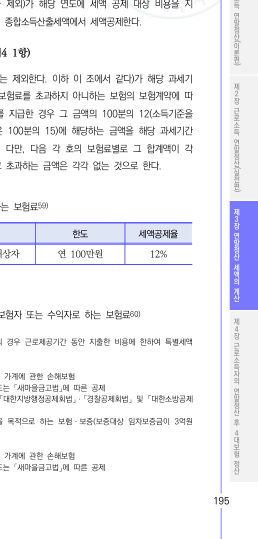 제외)가 해당 연도에 세액 공제 대상 비용을 지
종합소득산출세액에서 세액공제한다.
4 1항)
는 제외한다. 이하 이 조에서 같다)가 해당 과세기
보험료를 초과하지 아니하는 보험의 보험계약에 따
를 지급한 경우 그 금액의 100분의 12(소득기준을
은 100분의 15)에 해당하는 금액을 해당 과세기간
다만, 다음 각 호의 보험료별로 그 합계액이 각
초과하는 금액은 각각 없는 것으로 한다.
는 보험료59)
한도 세액공제율
대상자 연 100만원 12%
보험자 또는 수익자로 하는 보험료60)
의 경우 근로제공기간 동안 지출한 비용에 한하여 특별세액
가계에 관한 손해보험
또는 「새마을금고법」에 따른 공제
「대한지방행정공제회법」·「경찰공제회법」 및 「대한소방공제
을 목적으로 하는 보험·보증(보증대상 임차보증금이 3억원
가계에 관한 손해보험
또는 「새마을금고법」에 따른 공제
제2장 근로소득 연말정산(실전편)
제3장 연말정산 세액의 계산
제4장 근로소득자의 연말정산 후 4대보험 정산
195